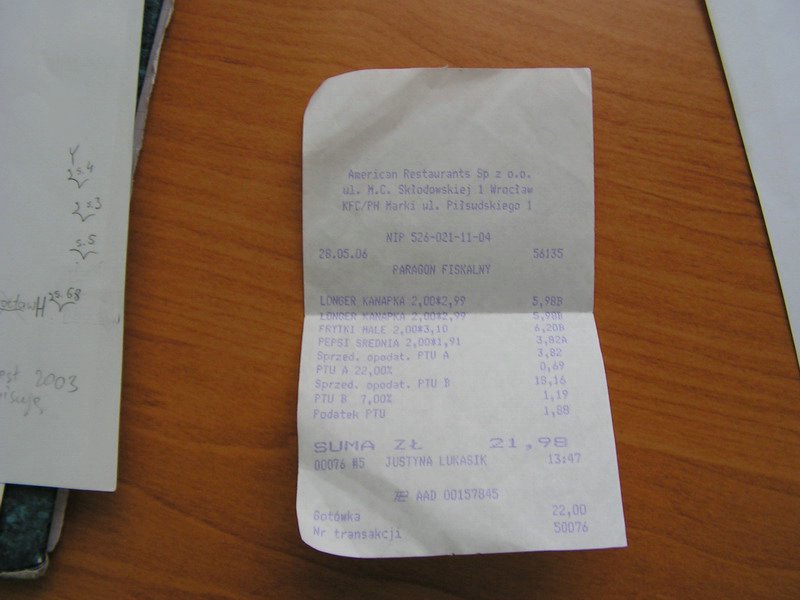 American Restaurants Sp z o.o.
ul. M.C. Skłodowskiej 1 Wrocław
KFC/PH Marki ul. Piłsudskiego 1
NIP 526-021-11-04
28.05.06 56135
PARAGON FISKALNY
LONGER KANAPKA 2,00*2,99 5,98B
LONGER KANAPKA 2,00*2,99 5,98B
FRYTKI MAŁE 2,00*3,10 6,20B
PEPSI ŚREDNIA 2,00*1,91 3,82A
Sprzed. opodat. PTU A 3,82
PTU A 22,00% 0,69
Sprzed. opodat. PTU B 18,16
PTU B 7,00% 1,19
Podatek PTU 1,88
SUMA ZŁ 21,98
00076 #5 JUSTYNA ŁUKASIK 13:47
AAD 00157845
Gotówka 22,00
Nr transakcji 50076
Y
s.4
s.3
s.5
s.68
2003